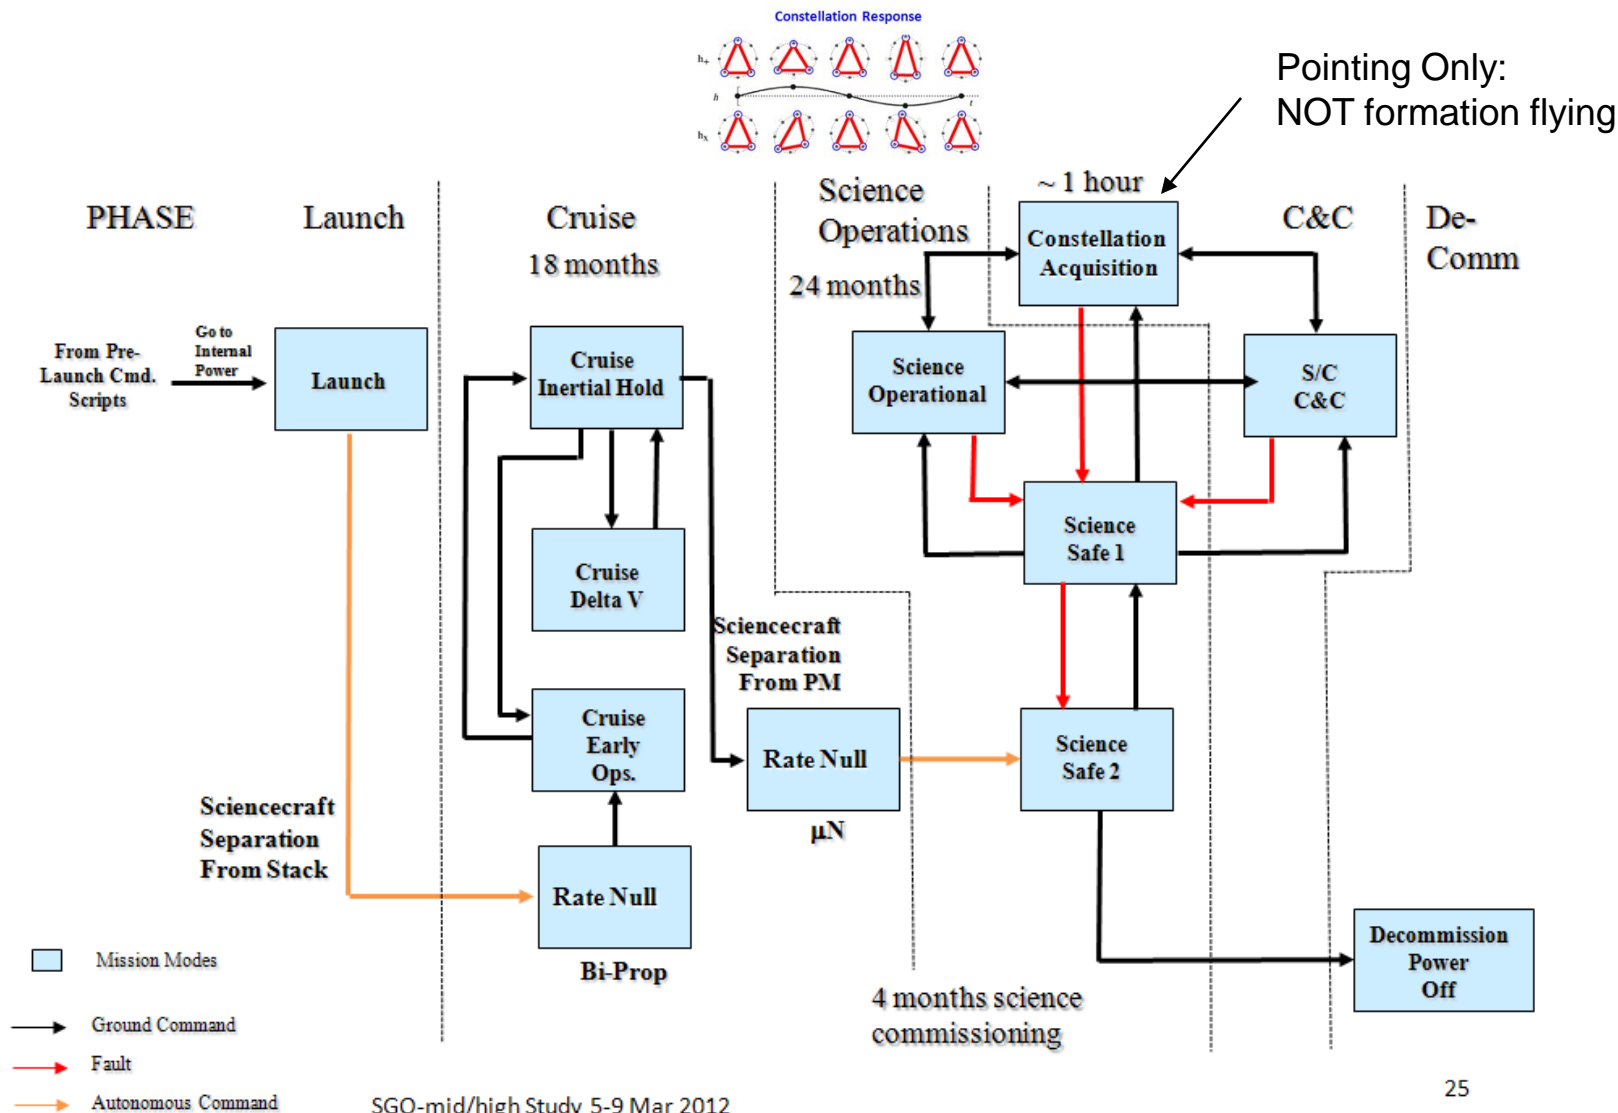 Constellation Response
h+
h
t
hx
Pointing Only:
NOT formation flying
PHASE
Launch
Cruise
18 months
Science
Operations
24 months
~ 1 hour
C&C
De-
Comm
From Pre-
Launch Cmd.
Scripts
Go to
Internal
Power
Launch
Cruise
Inertial Hold
Constellation
Acquisition
Science
Operational
S/C
C&C
Science
Safe 1
Cruise
Delta V
Sciencecraft
Separation
From PM
Cruise
Early
Ops.
Rate Null
µN
Science
Safe 2
Sciencecraft
Separation
From Stack
Rate Null
Bi-Prop
Decommission
Power
Off
4 months science
commissioning
Mission Modes
Ground Command
Fault
Autonomous Command
SGO-mid/high Study 5-9 Mar 2012
25